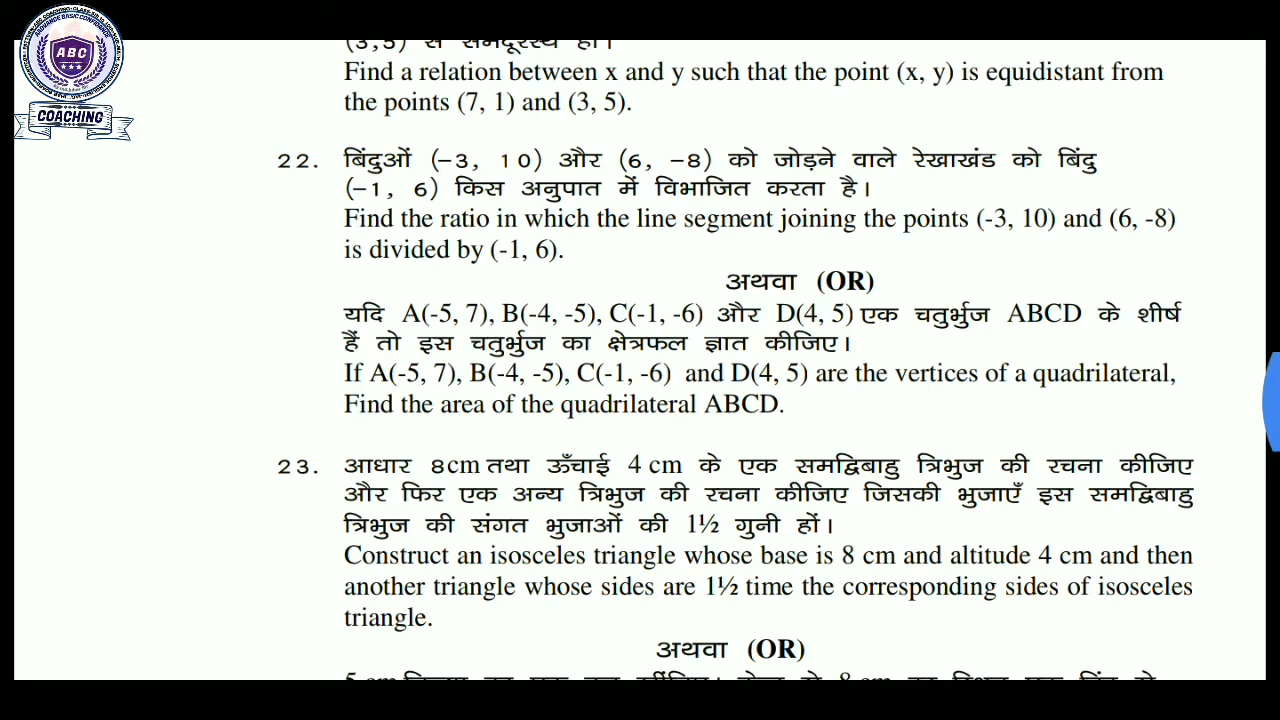 ABC
COACHING
(3,5) से समदूरस्थ हो।
Find a relation between x and y such that the point (x, y) is equidistant from
the points (7, 1) and (3, 5).
22. बिंदुओं (–3, 10) और (6, –8) को जोड़ने वाले रेखाखंड को बिंदु
(–1, 6) किस अनुपात में विभाजित करता है।
Find the ratio in which the line segment joining the points (-3, 10) and (6, -8)
is divided by (-1, 6).
अथवा (OR)
यदि A(-5, 7), B(-4, -5), C(-1, -6) और D(4, 5) एक चतुर्भुज ABCD के शीर्ष
हैं तो इस चतुर्भुज का क्षेत्रफल ज्ञात कीजिए।
If A(-5, 7), B(-4, -5), C(-1, -6) and D(4, 5) are the vertices of a quadrilateral,
Find the area of the quadrilateral ABCD.
23. आधार 8cm तथा ऊँचाई 4 cm के एक समद्विबाहु त्रिभुज की रचना कीजिए
और फिर एक अन्य त्रिभुज की रचना कीजिए जिसकी भुजाएँ इस समद्विबाहु
त्रिभुज की संगत भुजाओं की 1½ गुनी हों।
Construct an isosceles triangle whose base is 8 cm and altitude 4 cm and then
another triangle whose sides are 1½ time the corresponding sides of isosceles
triangle.
अथवा (OR)